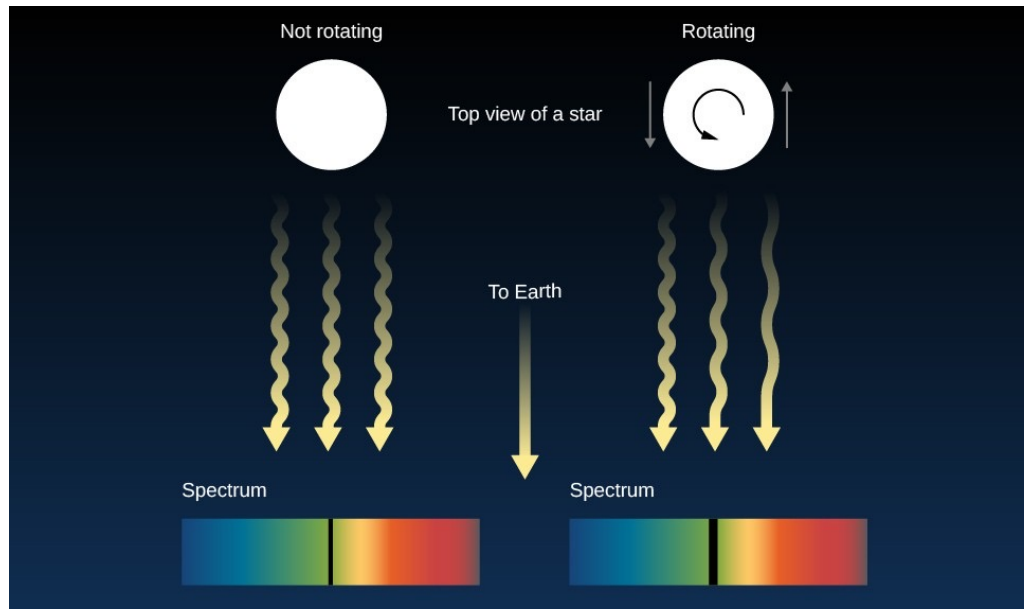 Not rotating
Rotating
Top view of a star
To Earth
Spectrum
Spectrum